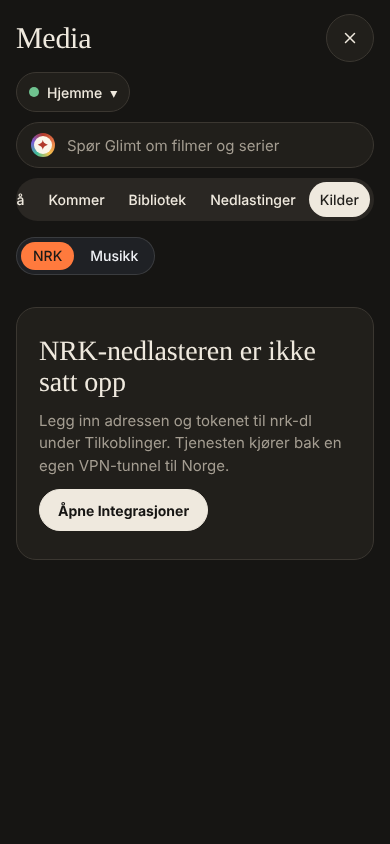 Media
Hjemme ▾
Spør Glimt om filmer og serier
å Kommer Bibliotek Nedlastinger Kilder
NRK Musikk
NRK-nedlasteren er ikke
satt opp
Legg inn adressen og tokenet til nrk-dl
under Tilkoblinger. Tjenesten kjører bak en
egen VPN-tunnel til Norge.
Åpne Integrasjoner